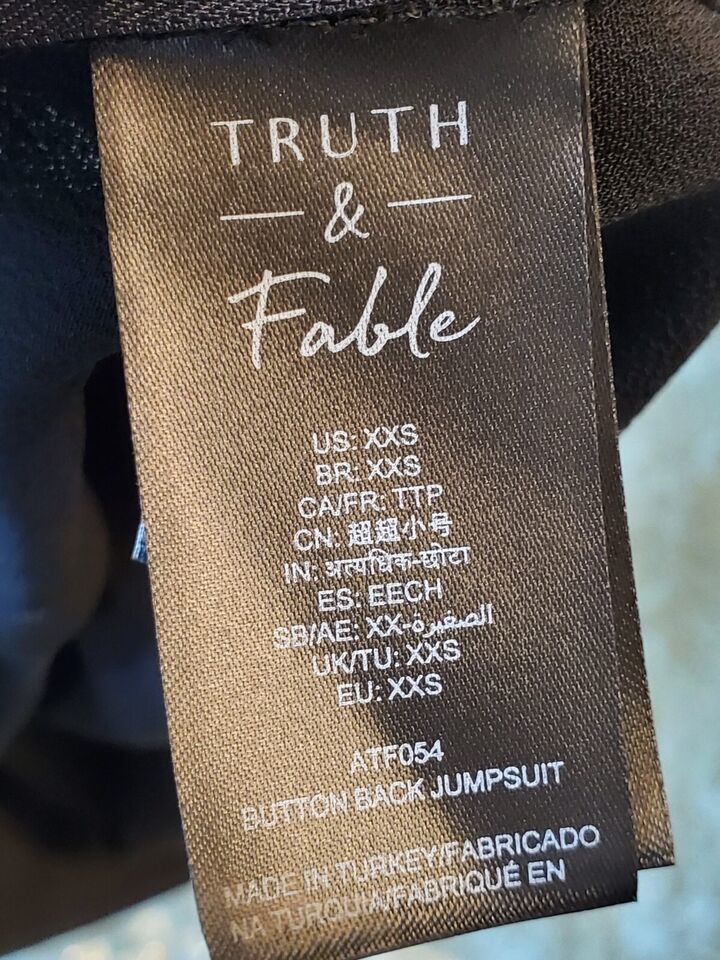 TRUTH
&
Fable
US: XXS
BR: XXS
CA/FR: TTP
CN: 超超小号
IN: अत्यधिक-छोटा
ES: EECH
SB/AE: XX-الصغيرة
UK/TU: XXS
EU: XXS
ATF054
BUTTON BACK JUMPSUIT
MADE IN TURKEY/FABRICADO
NA TURQUIA/FABRIQUÉ EN